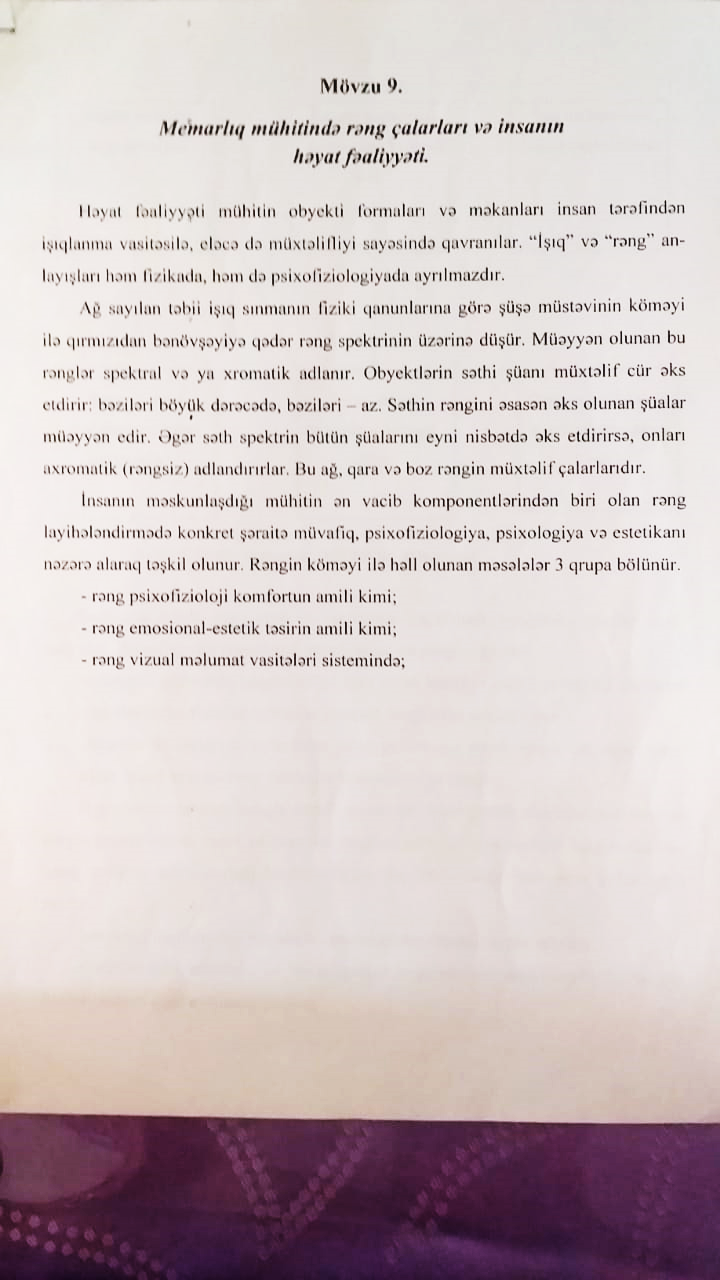 Mövzu 9.
Memarlıq mühitində rəng çalarları və insanın
həyat fəaliyyəti.
Həyat fəaliyyəti mühitin obyekti formaları və məkanları insan tərəfindən
işıqlanma vasitəsilə, eləcə də müxtəlifliyi sayəsində qavranılar. “İşıq” və “rəng” an-
layışları həm fizikada, həm də psixofiziologiyada ayrılmazdır.
Ağ sayılan təbii işıq sınmanın fiziki qanunlarına görə şüşə müstəvinin köməyi
ilə qırmızıdan bənövşəyiyə qədər rəng spektrinin üzərinə düşür. Müəyyən olunan bu
rənglər spektral və ya xromatik adlanır. Obyektlərin səthi şüanı müxtəlif cür əks
etdirir: bəziləri böyük dərəcədə, bəziləri – az. Səthin rəngini əsasən əks olunan şüalar
müəyyən edir. Əgər səth spektrin bütün şüalarını eyni nisbətdə əks etdirirsə, onları
axromatik (rəngsiz) adlandırırlar. Bu ağ, qara və boz rəngin müxtəlif çalarlarıdır.
İnsanın məskunlaşdığı mühitin ən vacib komponentlərindən biri olan rəng
layihələndirmədə konkret şəraitə müvafiq, psixofiziologiya, psixologiya və estetikanı
nəzərə alaraq təşkil olunur. Rəngin köməyi ilə həll olunan məsələlər 3 qrupa bölünür.
- rəng psixofizioloji komfortun amili kimi;
- rəng emosional-estetik təsirin amili kimi;
- rəng vizual məlumat vasitələri sistemində;